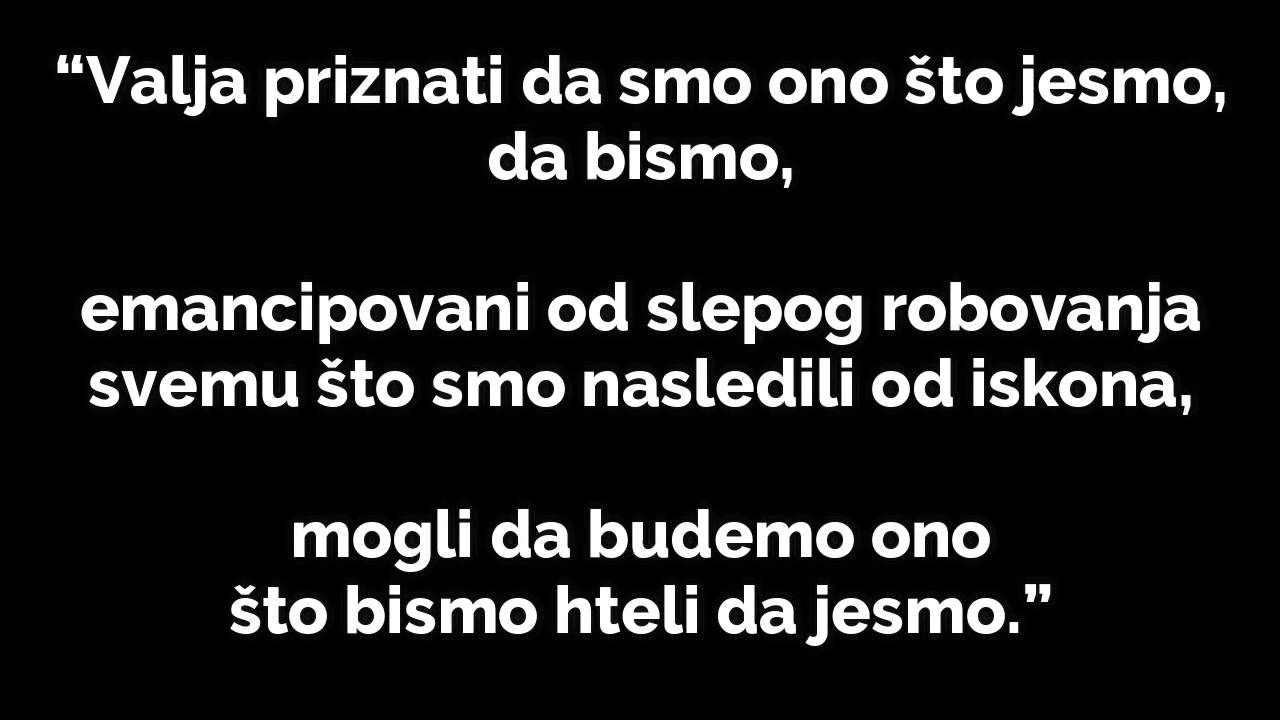 “Valja priznati da smo ono što jesmo,
da bismo,
emancipovani od slepog robovanja
svemu što smo nasledili od iskona,
mogli da budemo ono
što bismo hteli da jesmo.”